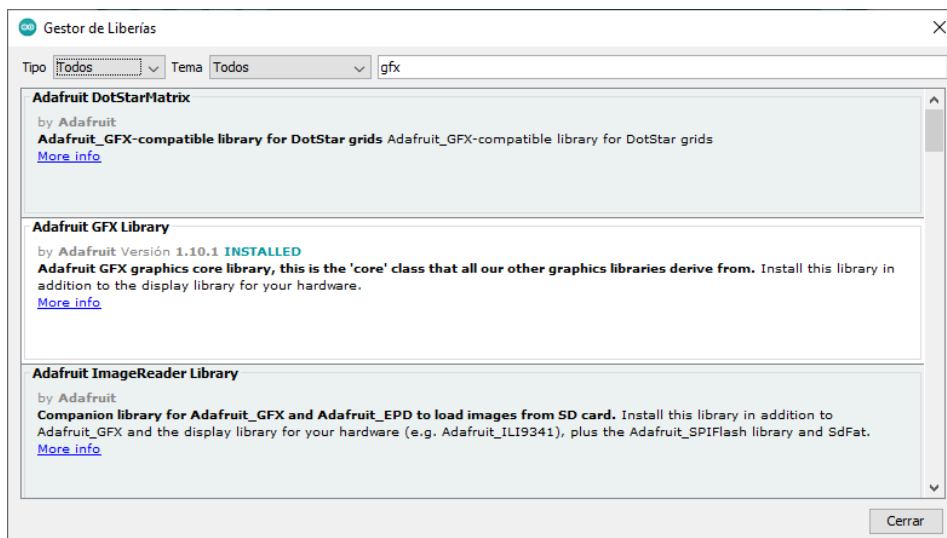 Gestor de Liberías
Tipo Todos Tema Todos gfx
Adafruit DotStarMatrix
by Adafruit
Adafruit_GFX-compatible library for DotStar grids Adafruit_GFX-compatible library for DotStar grids
More info
Adafruit GFX Library
by Adafruit Versión 1.10.1 INSTALLED
Adafruit GFX graphics core library, this is the 'core' class that all our other graphics libraries derive from. Install this library in
addition to the display library for your hardware.
More info
Adafruit ImageReader Library
by Adafruit
Companion library for Adafruit_GFX and Adafruit_EPD to load images from SD card. Install this library in addition to
Adafruit_GFX and the display library for your hardware (e.g. Adafruit_ILI9341), plus the Adafruit_SPIFlash library and SdFat.
More info
Cerrar